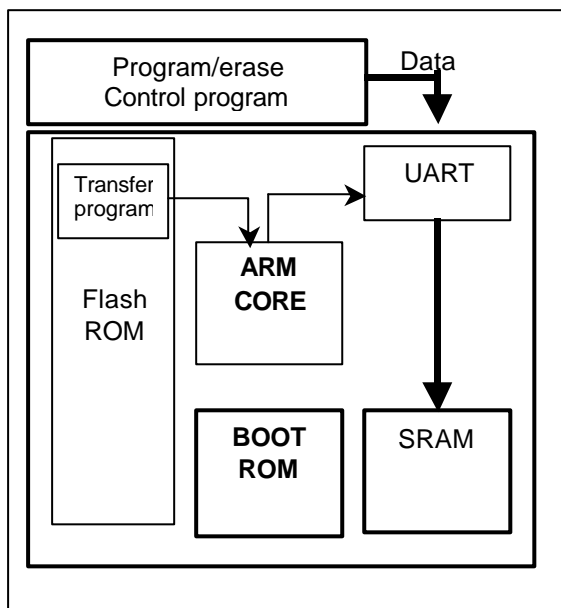 Program/erase
Control program
Data
Transfer
program
UART
ARM
CORE
Flash
ROM
BOOT
ROM
SRAM